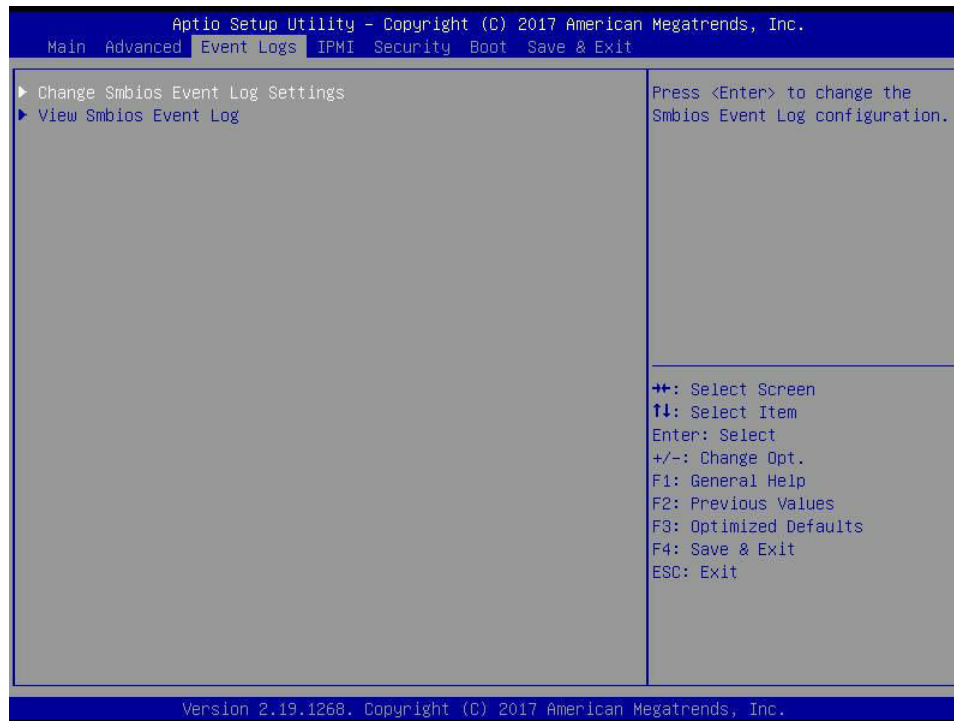 Aptio Setup Utility – Copyright (C) 2017 American Megatrends, Inc.
Main Advanced Event Logs IPMI Security Boot Save & Exit
▶ Change Smbios Event Log Settings
▶ View Smbios Event Log
Press <Enter> to change the
Smbios Event Log configuration.
→←: Select Screen
↑↓: Select Item
Enter: Select
+/-: Change Opt.
F1: General Help
F2: Previous Values
F3: Optimized Defaults
F4: Save & Exit
ESC: Exit
Version 2.19.1268. Copyright (C) 2017 American Megatrends, Inc.